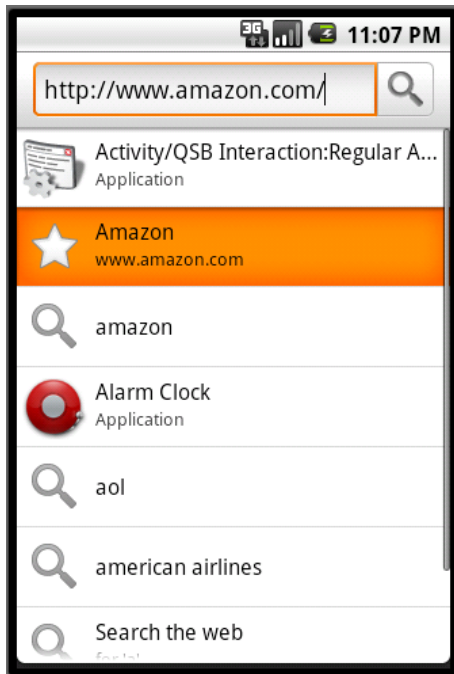 3G
11:07 PM
http://www.amazon.com/
Activity/QSB Interaction:Regular A...
Application
Amazon
www.amazon.com
amazon
Alarm Clock
Application
aol
american airlines
Search the web
for 'a'